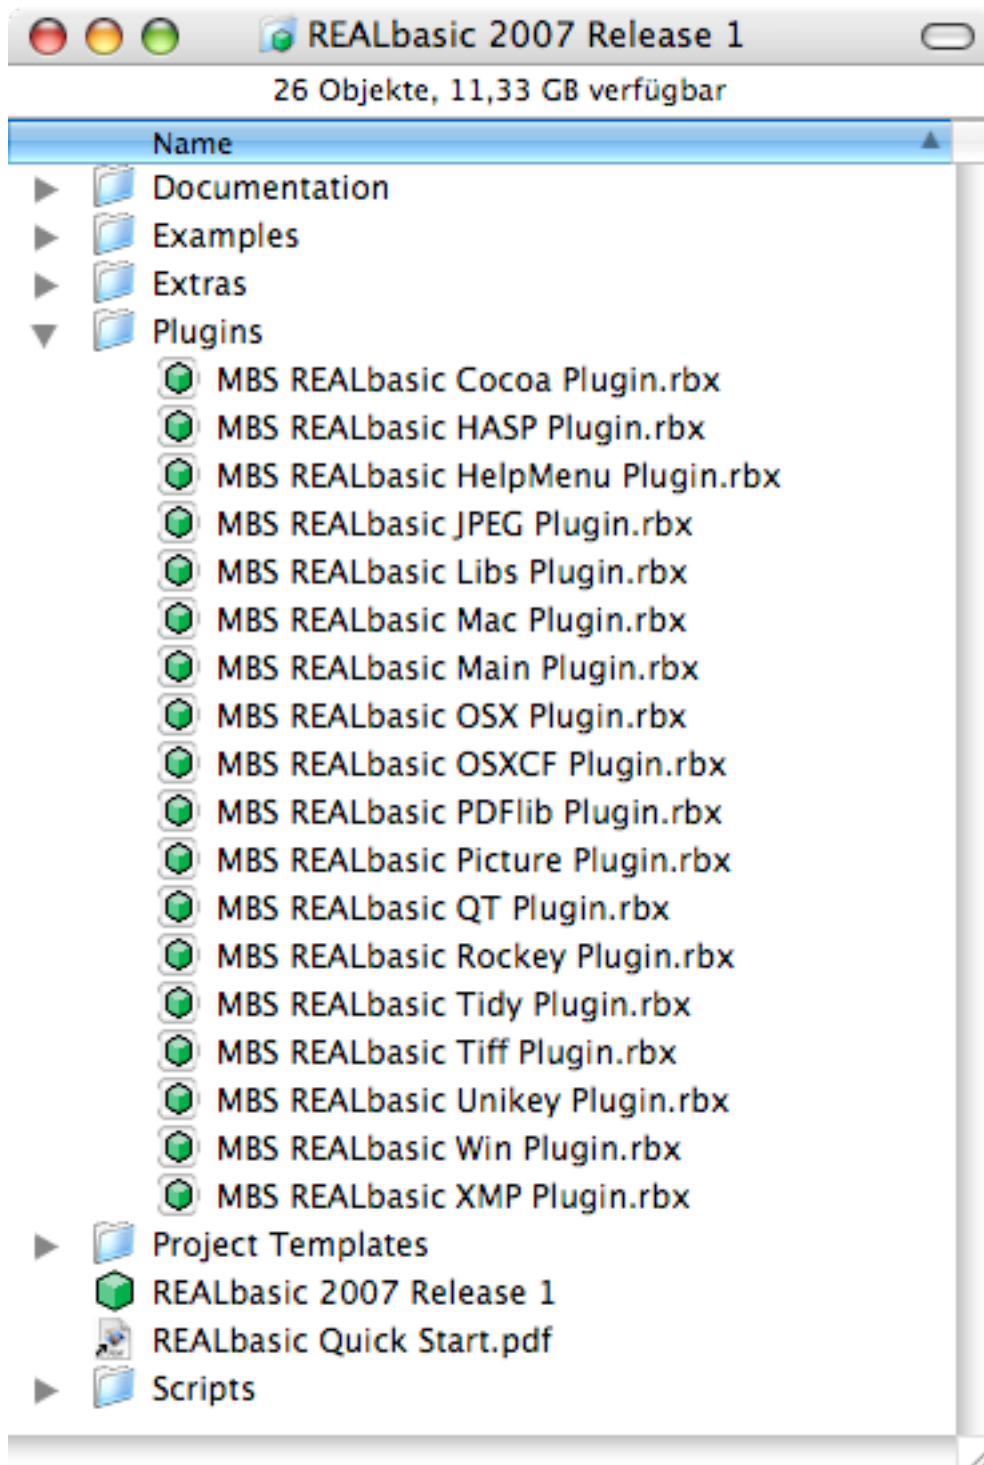 REALbasic 2007 Release 1
26 Objekte, 11,33 GB verfügbar
Name
Documentation
Examples
Extras
Plugins
MBS REALbasic Cocoa Plugin.rbx
MBS REALbasic HASP Plugin.rbx
MBS REALbasic HelpMenu Plugin.rbx
MBS REALbasic JPEG Plugin.rbx
MBS REALbasic Libs Plugin.rbx
MBS REALbasic Mac Plugin.rbx
MBS REALbasic Main Plugin.rbx
MBS REALbasic OSX Plugin.rbx
MBS REALbasic OSXCF Plugin.rbx
MBS REALbasic PDFlib Plugin.rbx
MBS REALbasic Picture Plugin.rbx
MBS REALbasic QT Plugin.rbx
MBS REALbasic Rockey Plugin.rbx
MBS REALbasic Tidy Plugin.rbx
MBS REALbasic Tiff Plugin.rbx
MBS REALbasic Unikey Plugin.rbx
MBS REALbasic Win Plugin.rbx
MBS REALbasic XMP Plugin.rbx
Project Templates
REALbasic 2007 Release 1
REALbasic Quick Start.pdf
Scripts